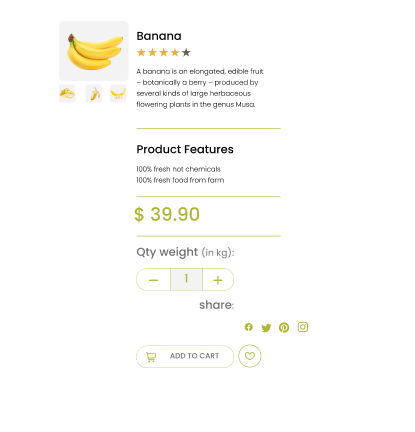 Banana
A banana is an elongated, edible fruit
– botanically a berry – produced by
several kinds of large herbaceous
flowering plants in the genus Musa.
Product Features
100% fresh not chemicals
100% fresh food from farm
$ 39.90
Qty weight (in kg):
1
share:
ADD TO CART